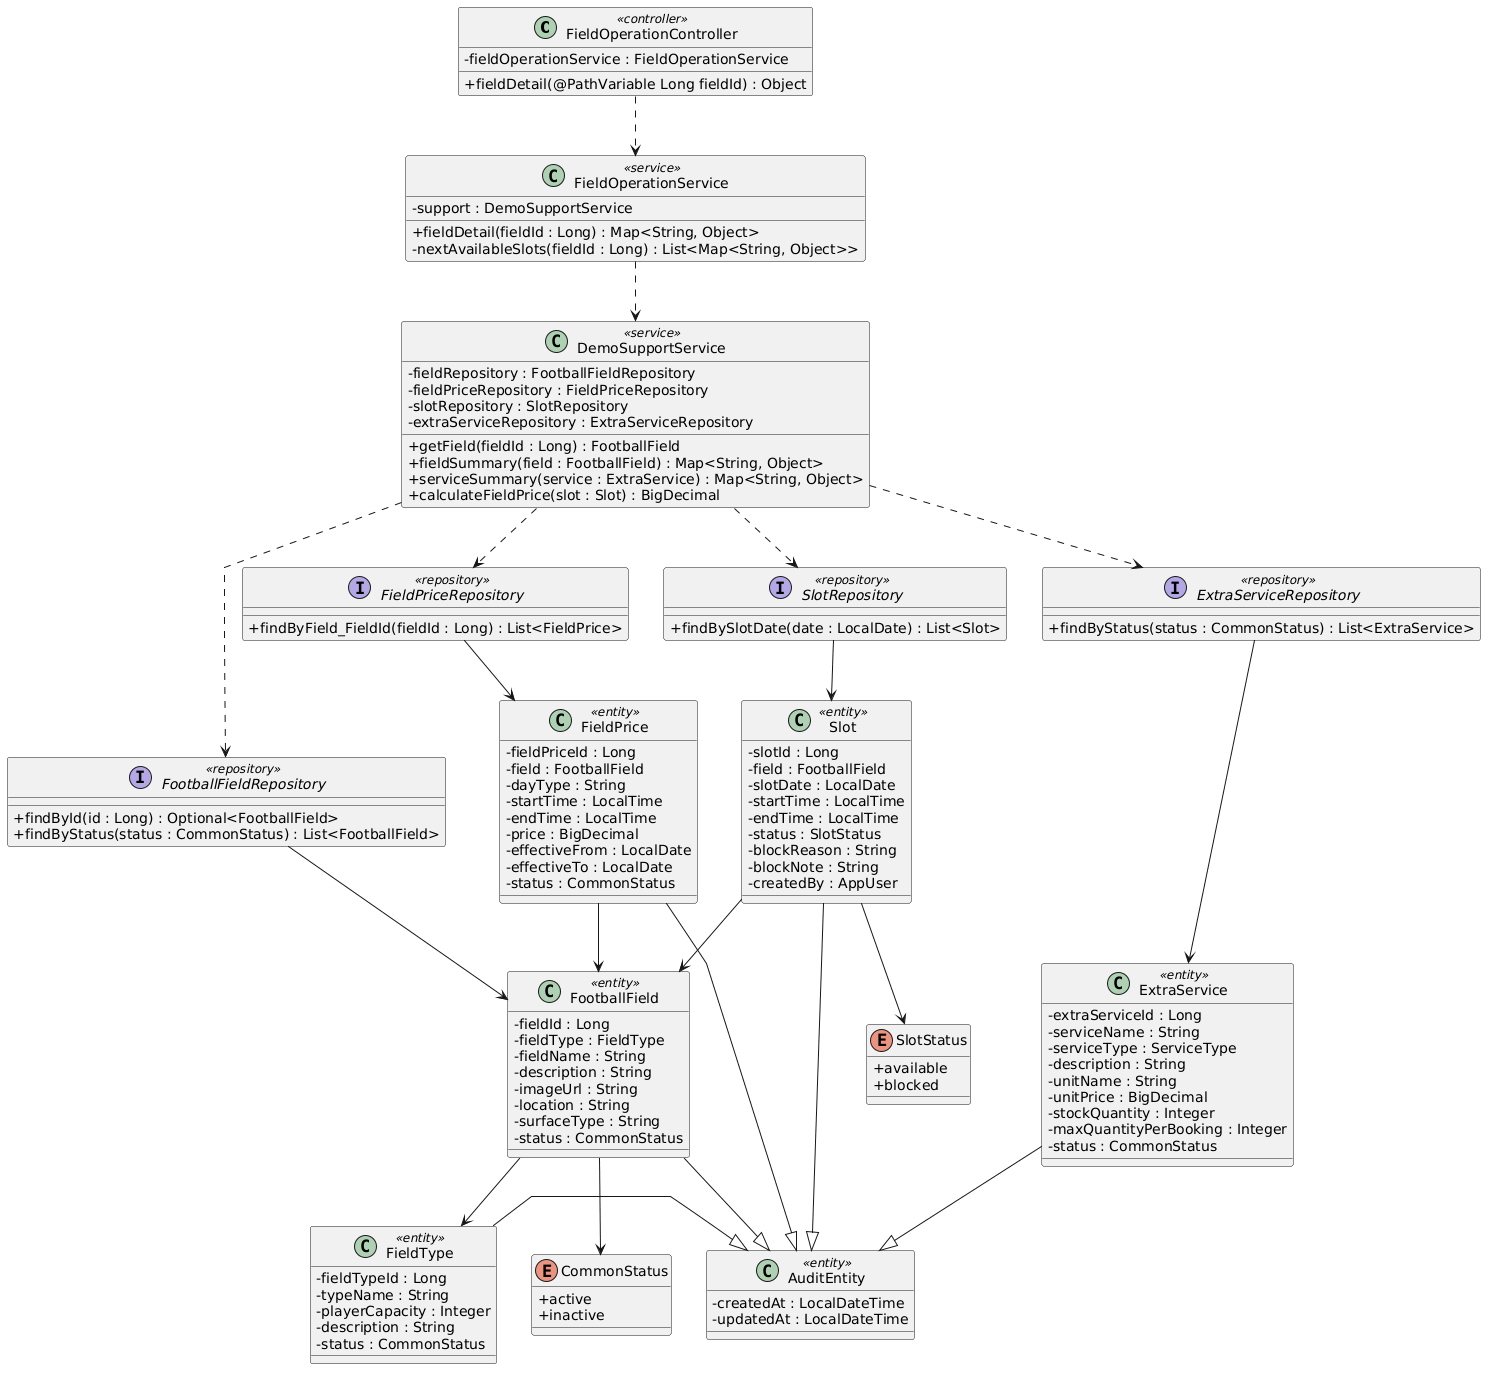 C
«controller»
FieldOperationController
-fieldOperationService : FieldOperationService
+fieldDetail(@PathVariable Long fieldId) : Object
C
«service»
FieldOperationService
-support : DemoSupportService
+fieldDetail(fieldId : Long) : Map<String, Object>
-nextAvailableSlots(fieldId : Long) : List<Map<String, Object>>
C
«service»
DemoSupportService
-fieldRepository : FootballFieldRepository
-fieldPriceRepository : FieldPriceRepository
-slotRepository : SlotRepository
-extraServiceRepository : ExtraServiceRepository
+getField(fieldId : Long) : FootballField
+fieldSummary(field : FootballField) : Map<String, Object>
+serviceSummary(service : ExtraService) : Map<String, Object>
+calculateFieldPrice(slot : Slot) : BigDecimal
I
«repository»
FieldPriceRepository
+findByField_FieldId(fieldId : Long) : List<FieldPrice>
I
«repository»
SlotRepository
+findBySlotDate(date : LocalDate) : List<Slot>
I
«repository»
ExtraServiceRepository
+findByStatus(status : CommonStatus) : List<ExtraService>
I
«repository»
FootballFieldRepository
+findById(id : Long) : Optional<FootballField>
+findByStatus(status : CommonStatus) : List<FootballField>
C
«entity»
FieldPrice
-fieldPriceId : Long
-field : FootballField
-dayType : String
-startTime : LocalTime
-endTime : LocalTime
-price : BigDecimal
-effectiveFrom : LocalDate
-effectiveTo : LocalDate
-status : CommonStatus
C
«entity»
Slot
-slotId : Long
-field : FootballField
-slotDate : LocalDate
-startTime : LocalTime
-endTime : LocalTime
-status : SlotStatus
-blockReason : String
-blockNote : String
-createdBy : AppUser
C
«entity»
FootballField
-fieldId : Long
-fieldType : FieldType
-fieldName : String
-description : String
-imageUrl : String
-location : String
-surfaceType : String
-status : CommonStatus
E
SlotStatus
+available
+blocked
C
«entity»
ExtraService
-extraServiceId : Long
-serviceName : String
-serviceType : ServiceType
-description : String
-unitName : String
-unitPrice : BigDecimal
-stockQuantity : Integer
-maxQuantityPerBooking : Integer
-status : CommonStatus
C
«entity»
FieldType
-fieldTypeId : Long
-typeName : String
-playerCapacity : Integer
-description : String
-status : CommonStatus
E
CommonStatus
+active
+inactive
C
«entity»
AuditEntity
-createdAt : LocalDateTime
-updatedAt : LocalDateTime